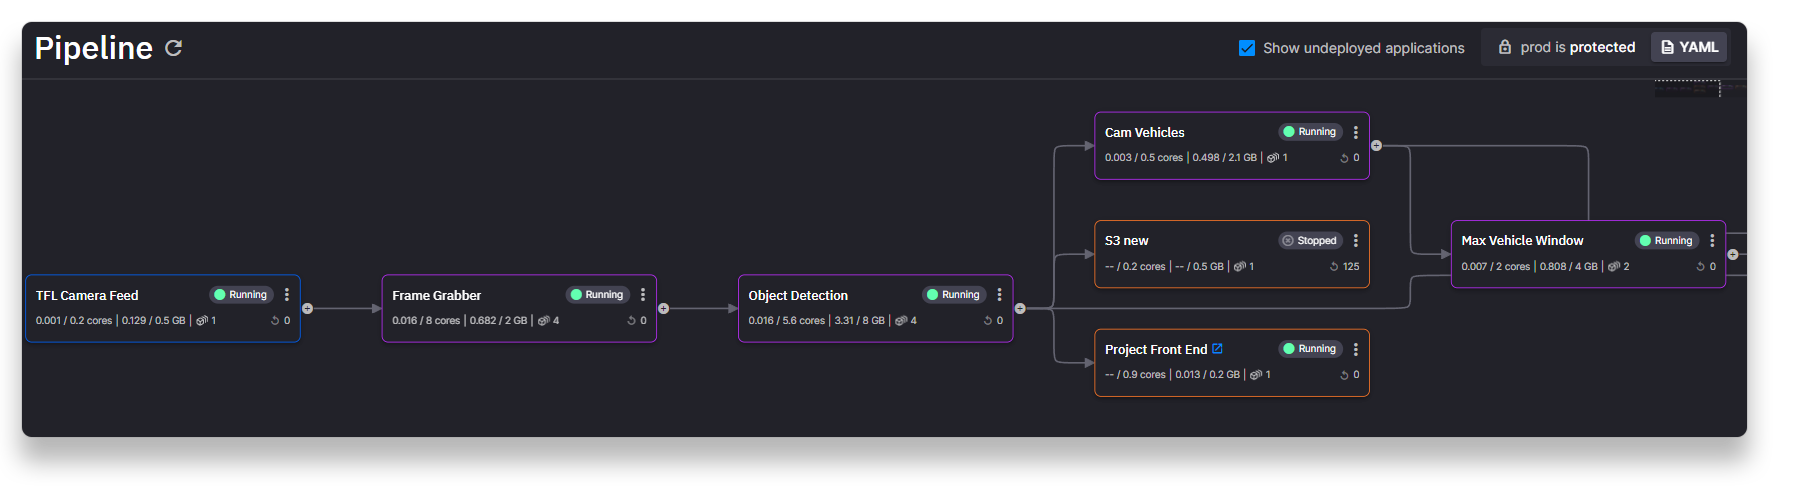 Pipeline
Show undeployed applications
prod is protected
YAML
Cam Vehicles
Running
0.003 / 0.5 cores | 0.498 / 2.1 GB | 1
0
S3 new
Stopped
-- / 0.2 cores | -- / 0.5 GB | 1
125
Max Vehicle Window
Running
0.007 / 2 cores | 0.808 / 4 GB | 2
0
TFL Camera Feed
Running
0.001 / 0.2 cores | 0.129 / 0.5 GB | 1
0
Frame Grabber
Running
0.016 / 8 cores | 0.682 / 2 GB | 4
0
Object Detection
Running
0.016 / 5.6 cores | 3.31 / 8 GB | 4
0
Project Front End
Running
-- / 0.9 cores | 0.013 / 0.2 GB | 1
0